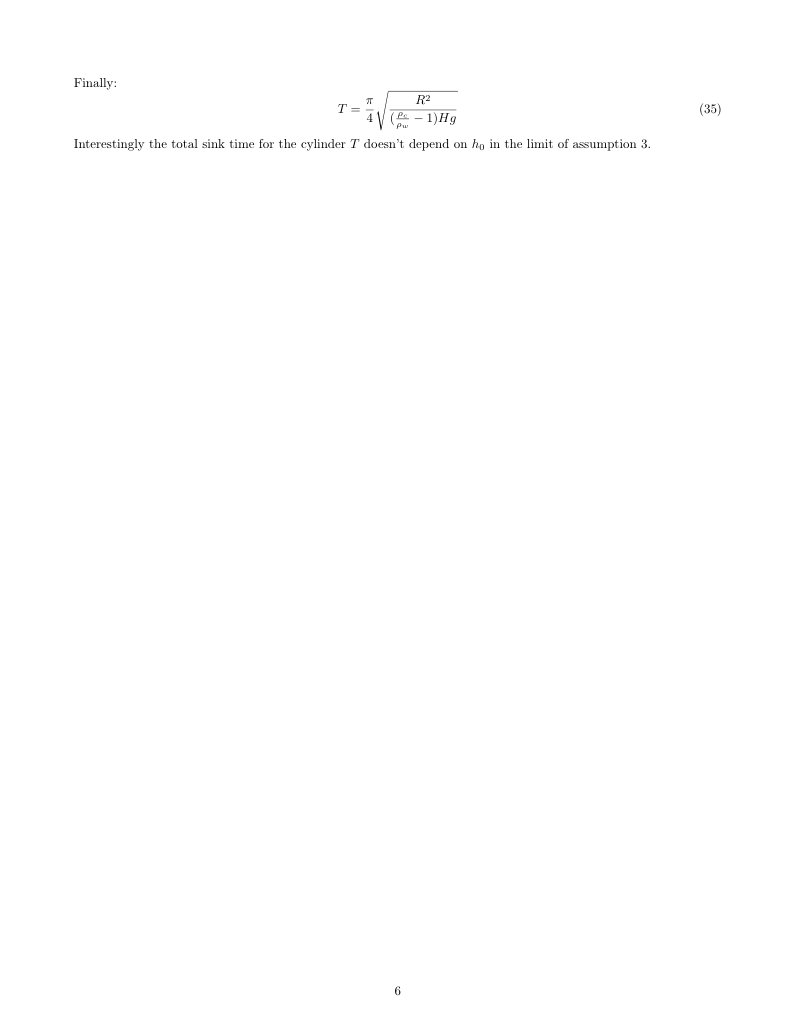 Finally:
$T = \frac{\pi}{4}\sqrt{\frac{R^2}{(\frac{\rho_c}{\rho_w} - 1)Hg}}$ (35)
Interestingly the total sink time for the cylinder $T$ doesn't depend on $h_0$ in the limit of assumption 3.
6